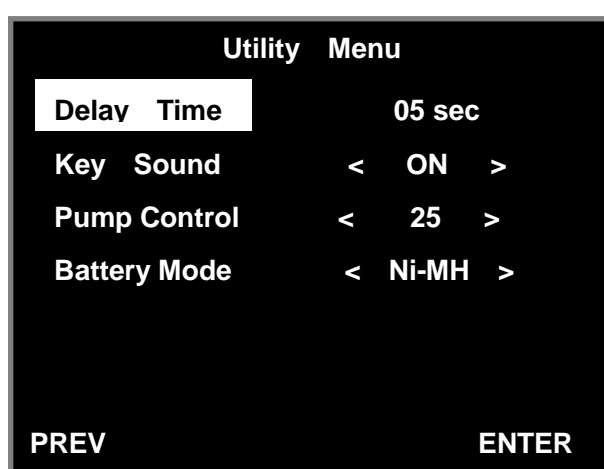 Utility Menu
Delay Time 05 sec
Key Sound < ON >
Pump Control < 25 >
Battery Mode < Ni-MH >
PREV ENTER